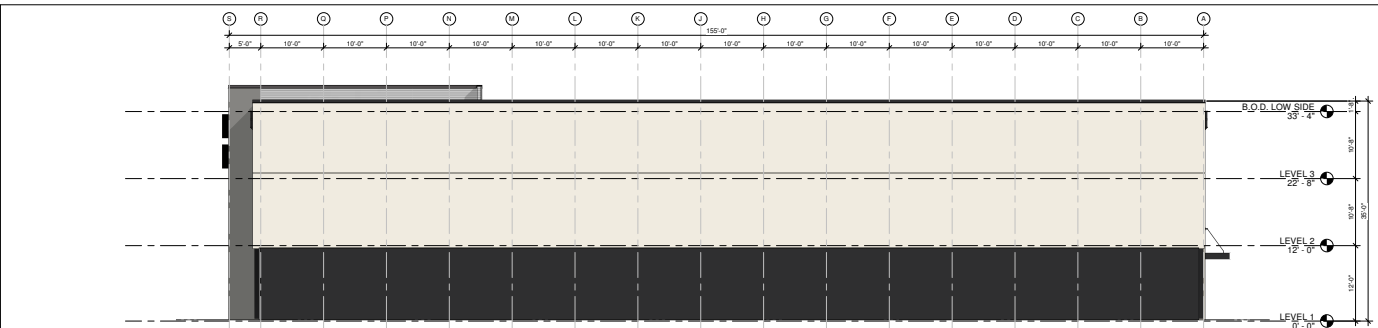 S R Q P N M L K J H G F E D C B A
155'-0"
5'-0" 10'-0" 10'-0" 10'-0" 10'-0" 10'-0" 10'-0" 10'-0" 10'-0" 10'-0" 10'-0" 10'-0" 10'-0" 10'-0" 10'-0" 10'-0"
B.O.D. LOW SIDE
33' - 4"
1'-8"
10'-8"
LEVEL 3
22' - 8"
10'-8"
35'-0"
LEVEL 2
12' - 0"
12'-0"
LEVEL 1
0' - 0"